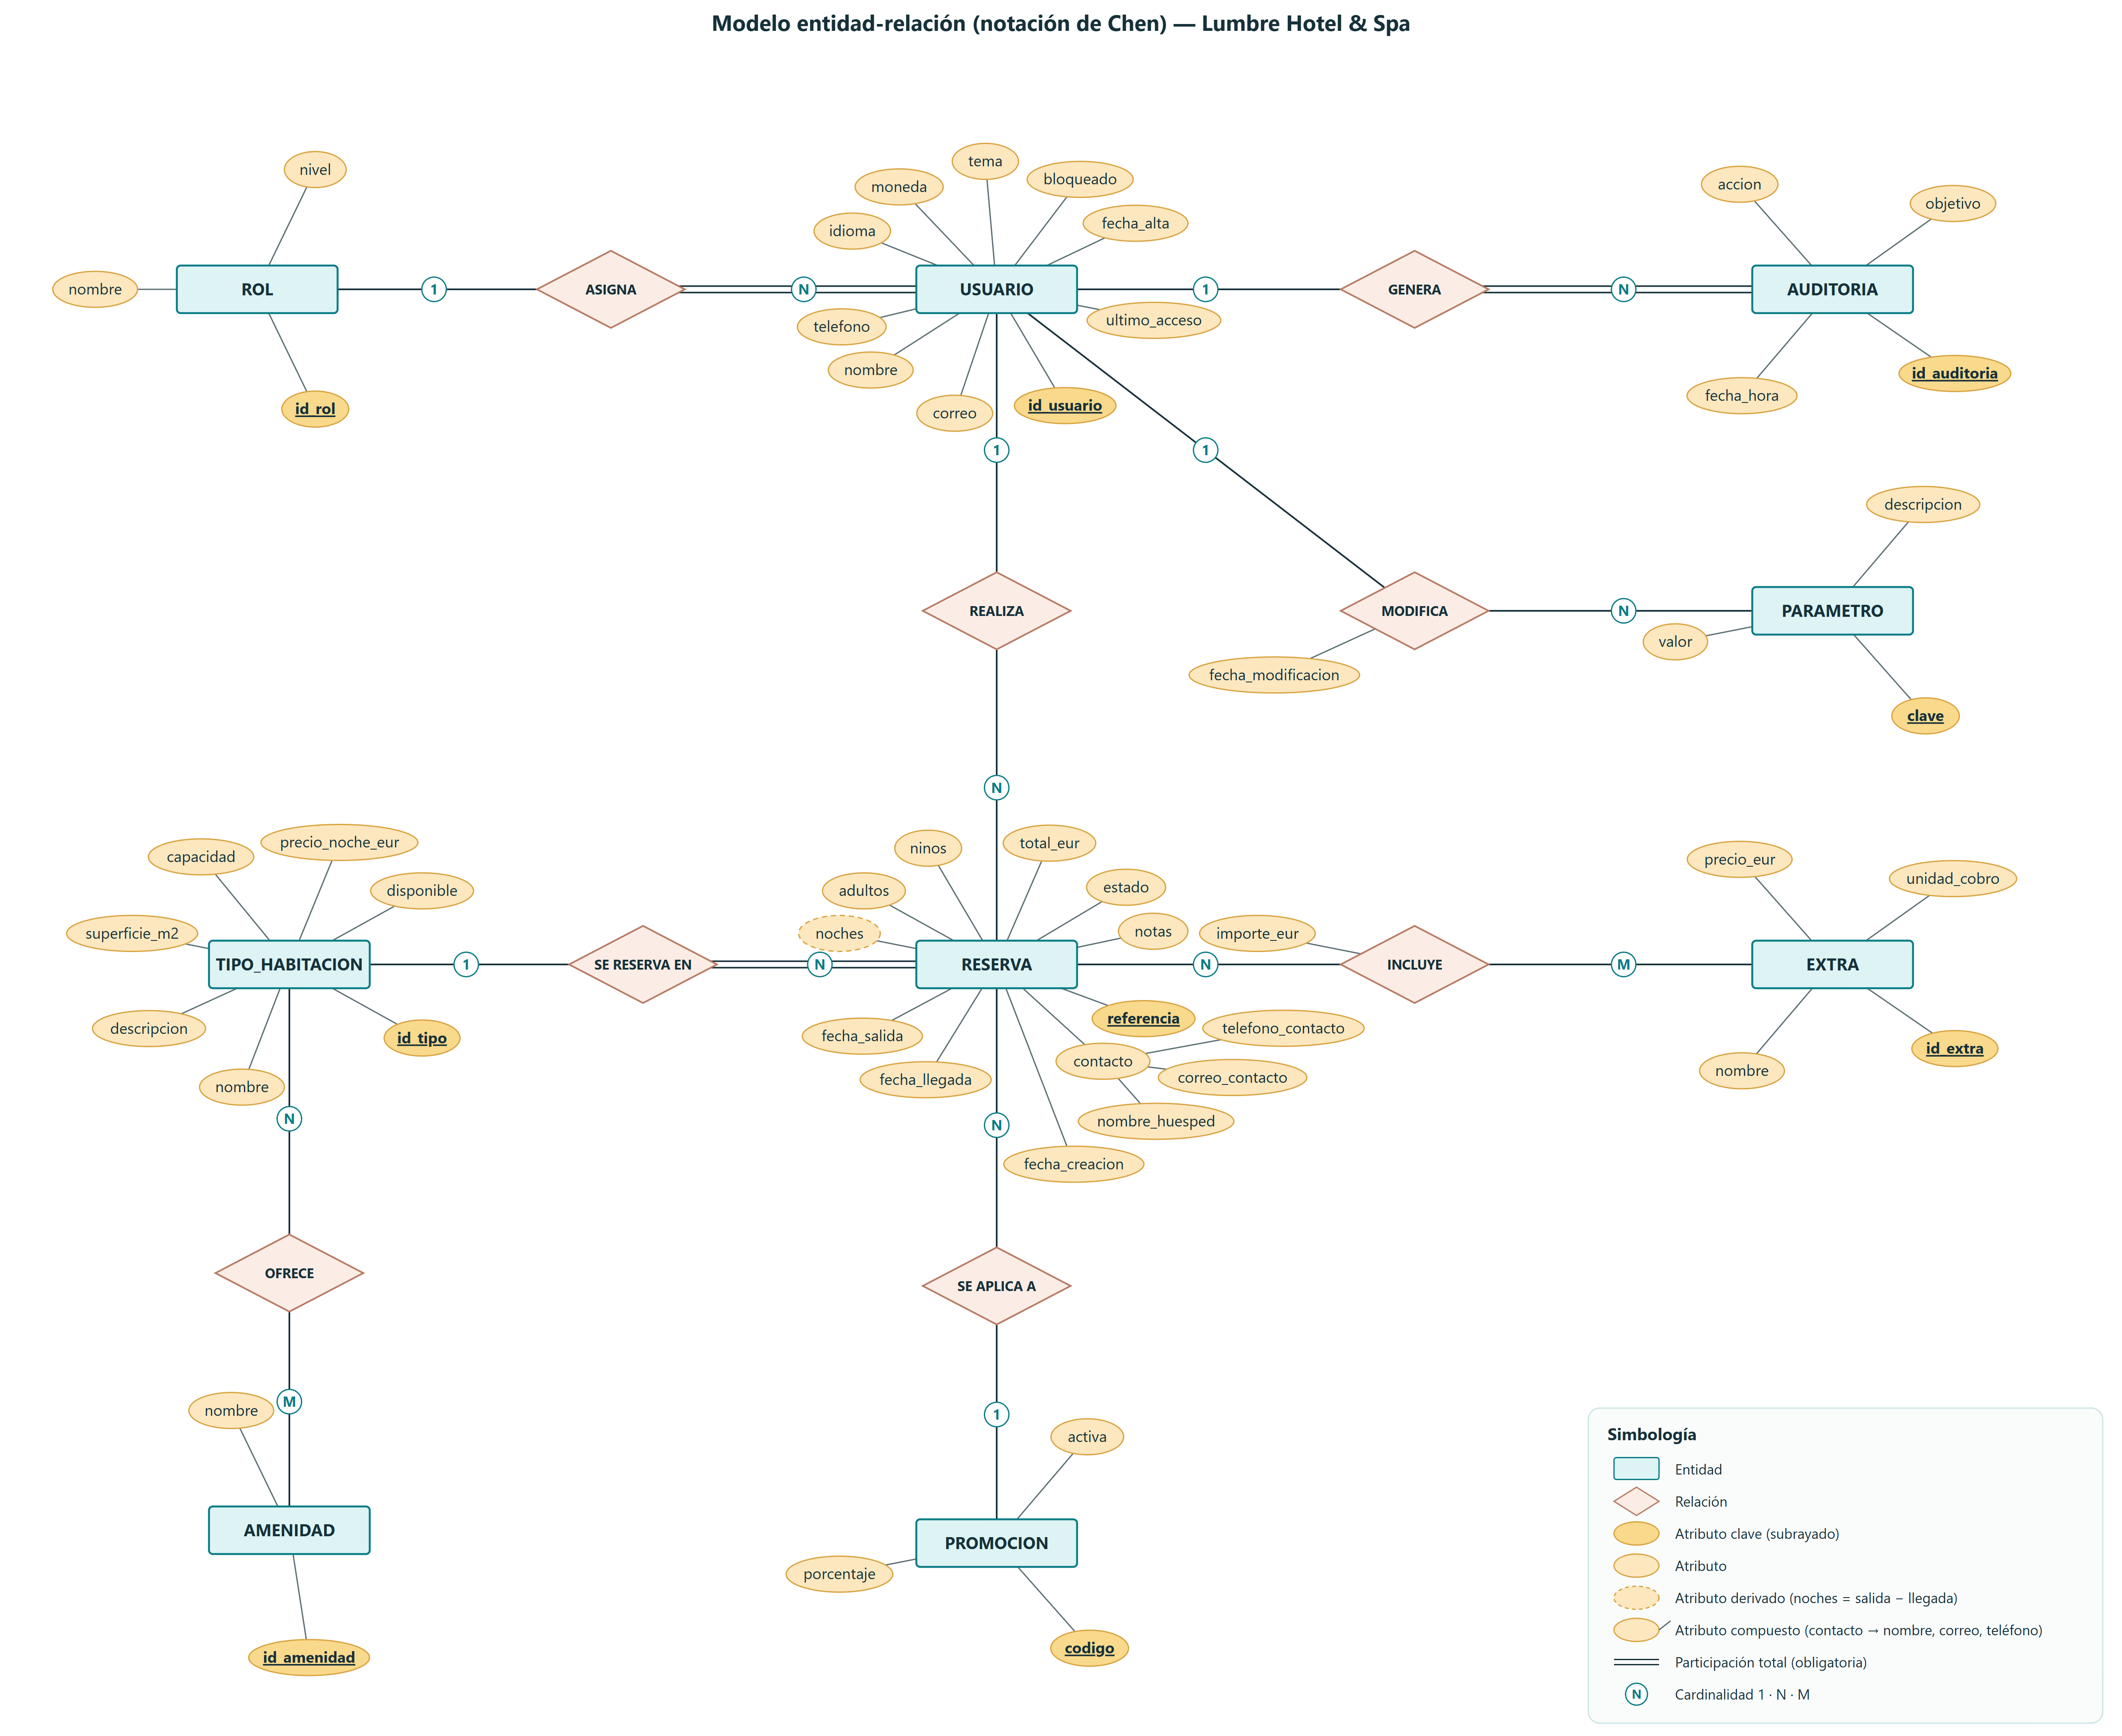 Modelo entidad-relación (notación de Chen) — Lumbre Hotel & Spa
nivel
nombre
ROL
id_rol
1
ASIGNA
N
tema
moneda
bloqueado
idioma
fecha_alta
USUARIO
telefono
ultimo_acceso
nombre
correo
id_usuario
1
GENERA
N
accion
objetivo
AUDITORIA
id_auditoria
fecha_hora
1
1
REALIZA
N
MODIFICA
fecha_modificacion
N
descripcion
PARAMETRO
valor
clave
capacidad
precio_noche_eur
disponible
superficie_m2
TIPO_HABITACION
descripcion
id_tipo
nombre
1
SE RESERVA EN
N
ninos
total_eur
adultos
estado
noches
notas
RESERVA
referencia
fecha_salida
fecha_llegada
contacto
telefono_contacto
correo_contacto
nombre_huesped
fecha_creacion
N
importe_eur
INCLUYE
M
precio_eur
unidad_cobro
EXTRA
id_extra
nombre
N
OFRECE
M
nombre
AMENIDAD
id_amenidad
N
SE APLICA A
1
activa
PROMOCION
porcentaje
codigo
Simbología
Entidad
Relación
Atributo clave (subrayado)
Atributo
Atributo derivado (noches = salida − llegada)
Atributo compuesto (contacto → nombre, correo, teléfono)
Participación total (obligatoria)
N Cardinalidad 1 · N · M